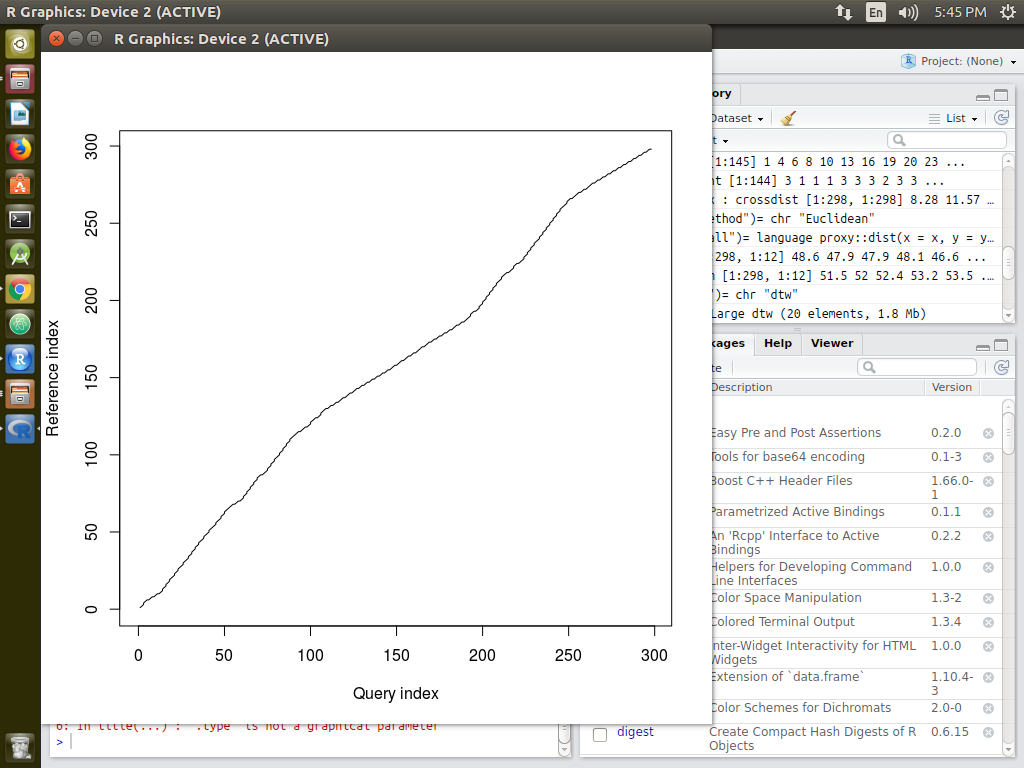 R Graphics: Device 2 (ACTIVE)
En
5:45 PM
R Graphics: Device 2 (ACTIVE)
Project: (None)
ory
Dataset
List
[1:145] 1 4 6 8 10 13 16 19 20 23 ...
nt [1:144] 3 1 1 1 3 3 3 2 3 3 ...
x : crossdist [1:298, 1:298] 8.28 11.57 …
ethod")= chr "Euclidean"
all")= language proxy::dist(x = x, y = y…
298, 1:12] 48.6 47.9 47.9 48.1 46.6 ...
n [1:298, 1:12] 51.5 52 52.4 53.2 53.5 ...
")= chr "dtw"
Large dtw (20 elements, 1.8 Mb)
kages
Help
Viewer
te
Description
Version
Easy Pre and Post Assertions
0.2.0
Tools for base64 encoding
0.1-3
Boost C++ Header Files
1.66.0-
1
Parametrized Active Bindings
0.1.1
An 'Rcpp' Interface to Active
Bindings
0.2.2
Helpers for Developing Command
Line Interfaces
1.0.0
Color Space Manipulation
1.3-2
Colored Terminal Output
1.3.4
Inter-Widget Interactivity for HTML
Widgets
1.0.0
Extension of `data.frame`
1.10.4-
3
Color Schemes for Dichromats
2.0-0
digest
Create Compact Hash Digests of R
Objects
0.6.15
Reference index
300
250
200
150
100
50
0
0
50
100
150
200
250
300
Query index
6: In title(...) : ".type" is not a graphical parameter
>